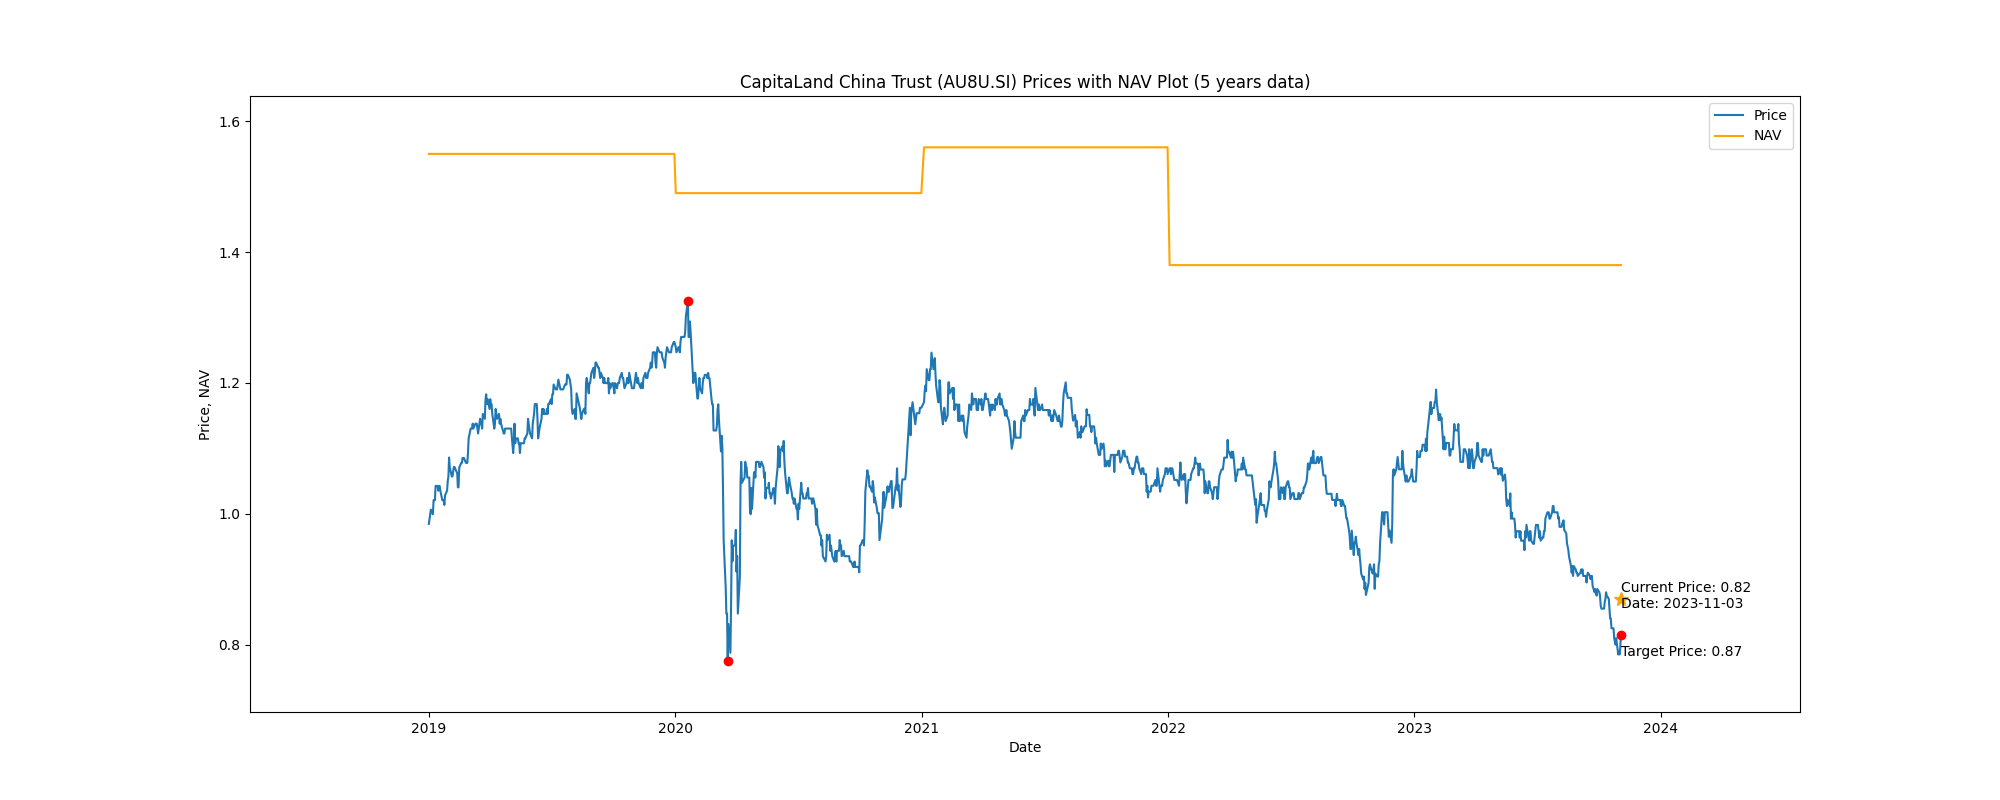 CapitaLand China Trust (AU8U.SI) Prices with NAV Plot (5 years data)
Price
NAV
1.6
1.4
1.2
1.0
0.8
Price, NAV
Current Price: 0.82
Date: 2023-11-03
Target Price: 0.87
2019
2020
2021
2022
2023
2024
Date